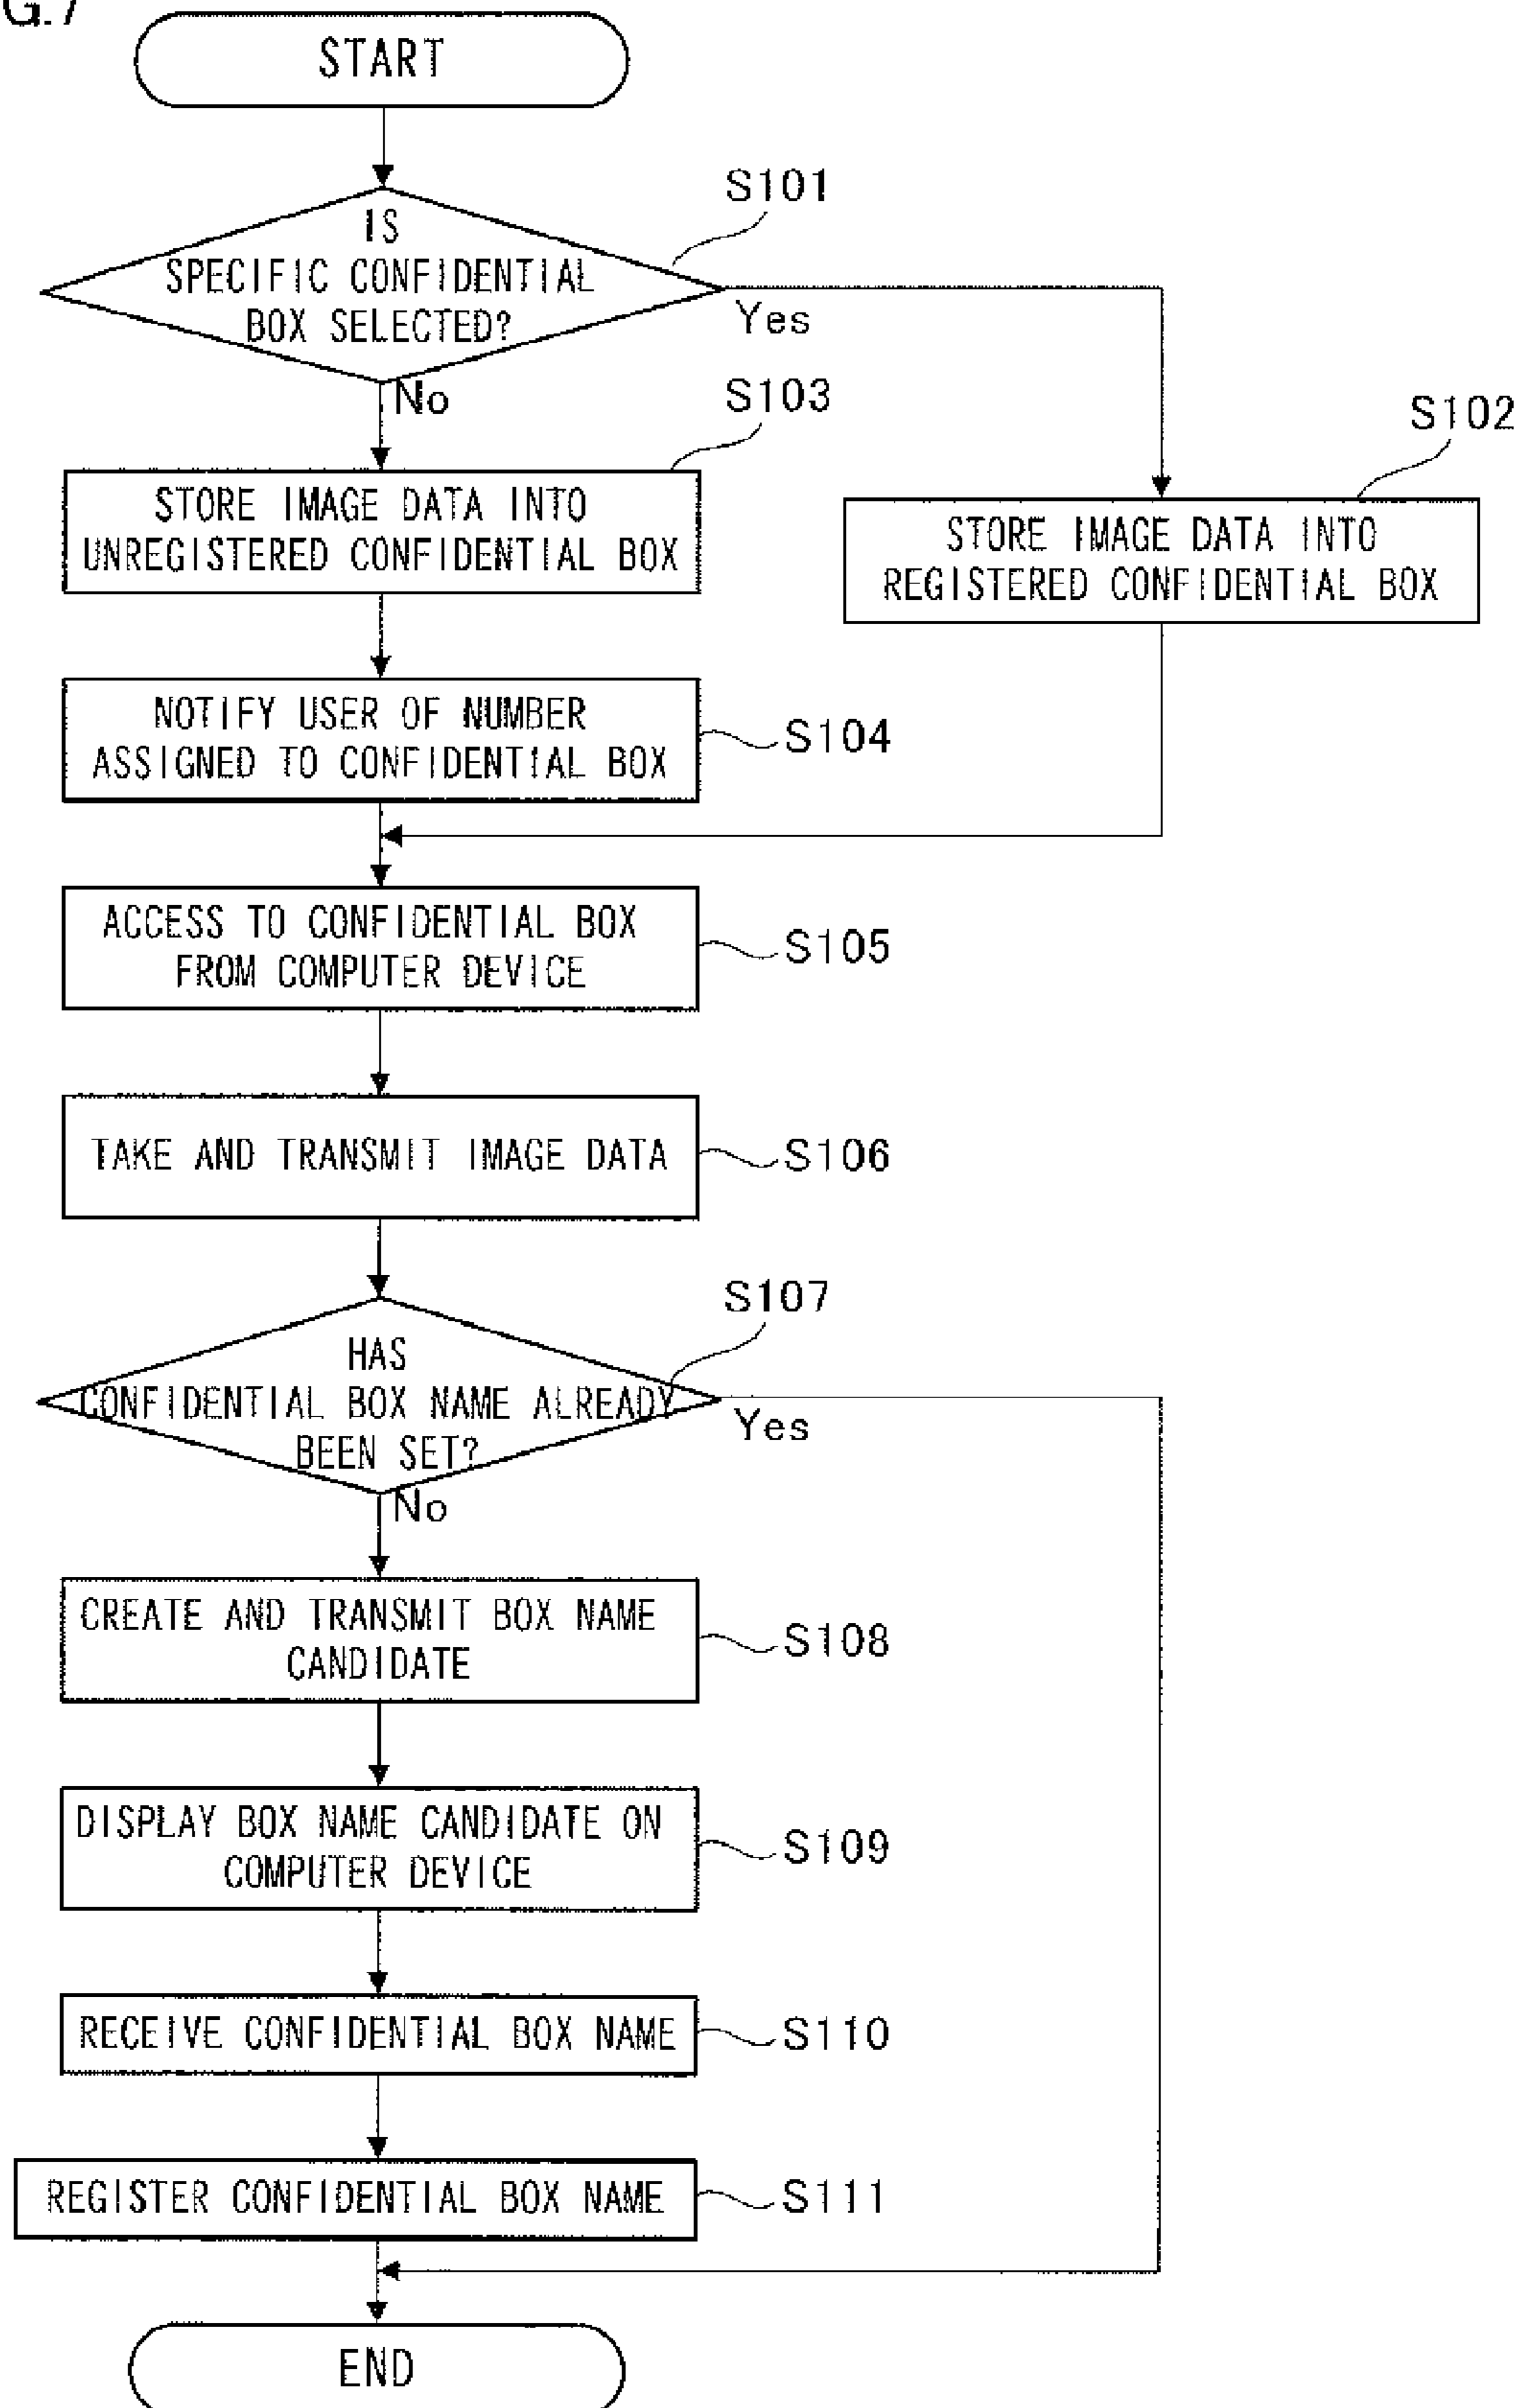 G.7
START
S101
IS
SPECIFIC CONFIDENTIAL
BOX SELECTED?
Yes
No
S103
S102
STORE IMAGE DATA INTO
UNREGISTERED CONFIDENTIAL BOX
STORE IMAGE DATA INTO
REGISTERED CONFIDENTIAL BOX
NOTIFY USER OF NUMBER
ASSIGNED TO CONFIDENTIAL BOX
S104
ACCESS TO CONFIDENTIAL BOX
FROM COMPUTER DEVICE
S105
TAKE AND TRANSMIT IMAGE DATA
S106
S107
HAS
CONFIDENTIAL BOX NAME ALREADY
BEEN SET?
Yes
No
CREATE AND TRANSMIT BOX NAME
CANDIDATE
S108
DISPLAY BOX NAME CANDIDATE ON
COMPUTER DEVICE
S109
RECEIVE CONFIDENTIAL BOX NAME
S110
REGISTER CONFIDENTIAL BOX NAME
S111
END